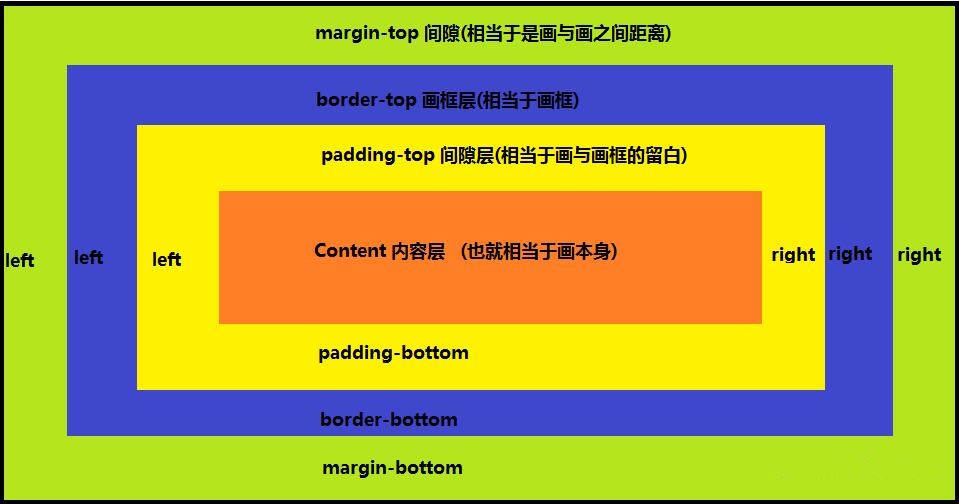 margin-top 间隙(相当于是画与画之间距离)
border-top 画框层(相当于画框)
padding-top 间隙层(相当于画与画框的留白)
Content 内容层 (也就相当于画本身)
left left left right right right
padding-bottom
border-bottom
margin-bottom